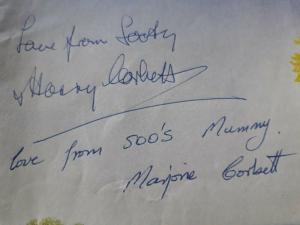 Love from Sooty
& Harry Corbett
love from SOO'S Mummy.
Marjorie Corbett